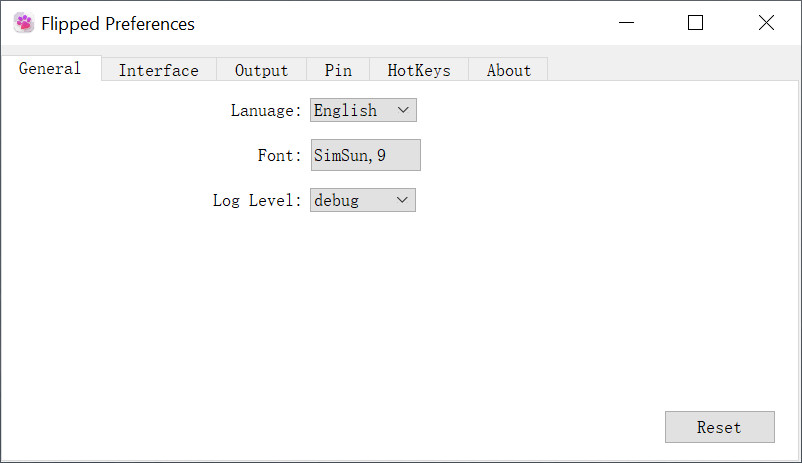 Flipped Preferences
General Interface Output Pin HotKeys About
Lanuage: English
Font: SimSun,9
Log Level: debug
Reset